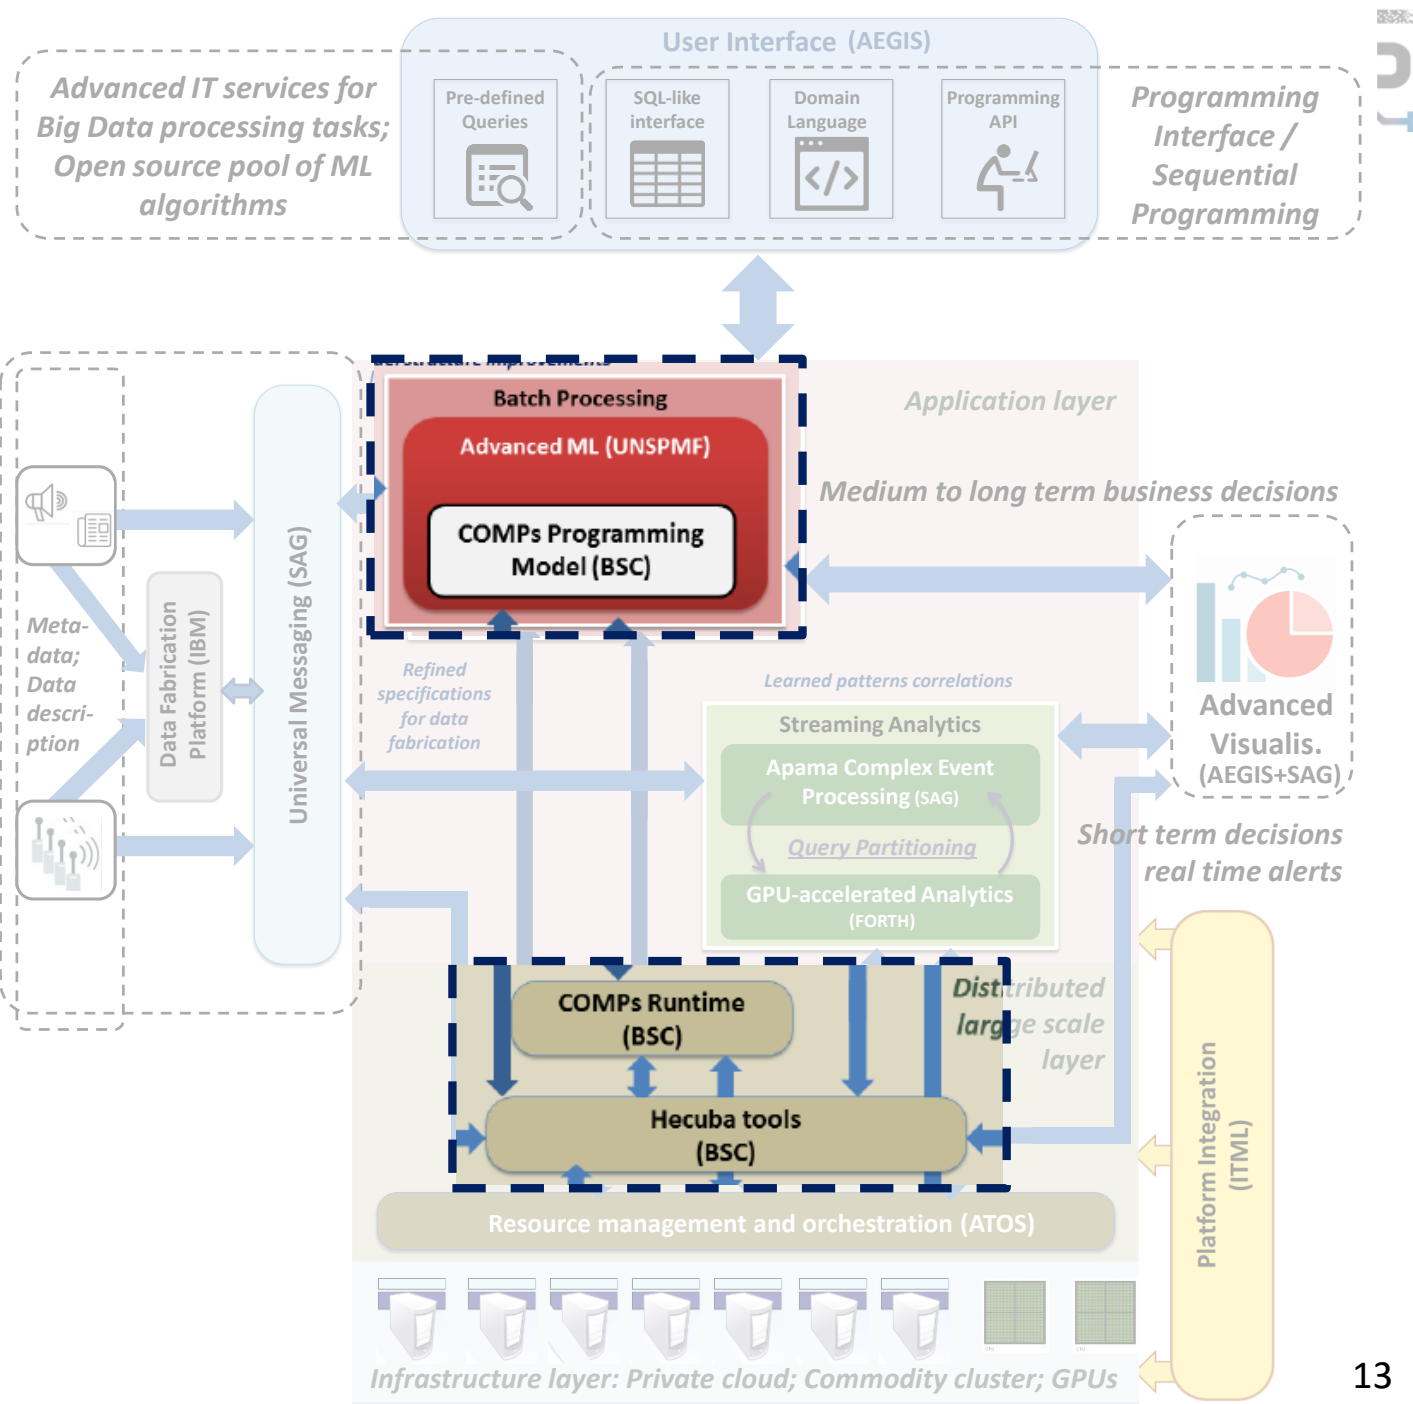 User Interface (AEGIS)
Advanced IT services for
Big Data processing tasks;
Open source pool of ML
algorithms
Pre-defined
Queries
SQL-like
interface
Domain
Language
Programming
API
Programming
Interface /
Sequential
Programming
Batch Processing
Advanced ML (UNSPMF)
COMPs Programming
Model (BSC)
Application layer
Medium to long term business decisions
Universal Messaging (SAG)
Data Fabrication
Platform (IBM)
Meta-
data;
Data
descri-
ption
Refined
specifications
for data
fabrication
Learned patterns correlations
Streaming Analytics
Apama Complex Event
Processing (SAG)
Query Partitioning
GPU-accelerated Analytics
(FORTH)
Advanced
Visualis.
(AEGIS+SAG)
Short term decisions
real time alerts
COMPs Runtime
(BSC)
Hecuba tools
(BSC)
Distributed
large scale
layer
Resource management and orchestration (ATOS)
Platform Integration
(ITML)
Infrastructure layer: Private cloud; Commodity cluster; GPUs
13